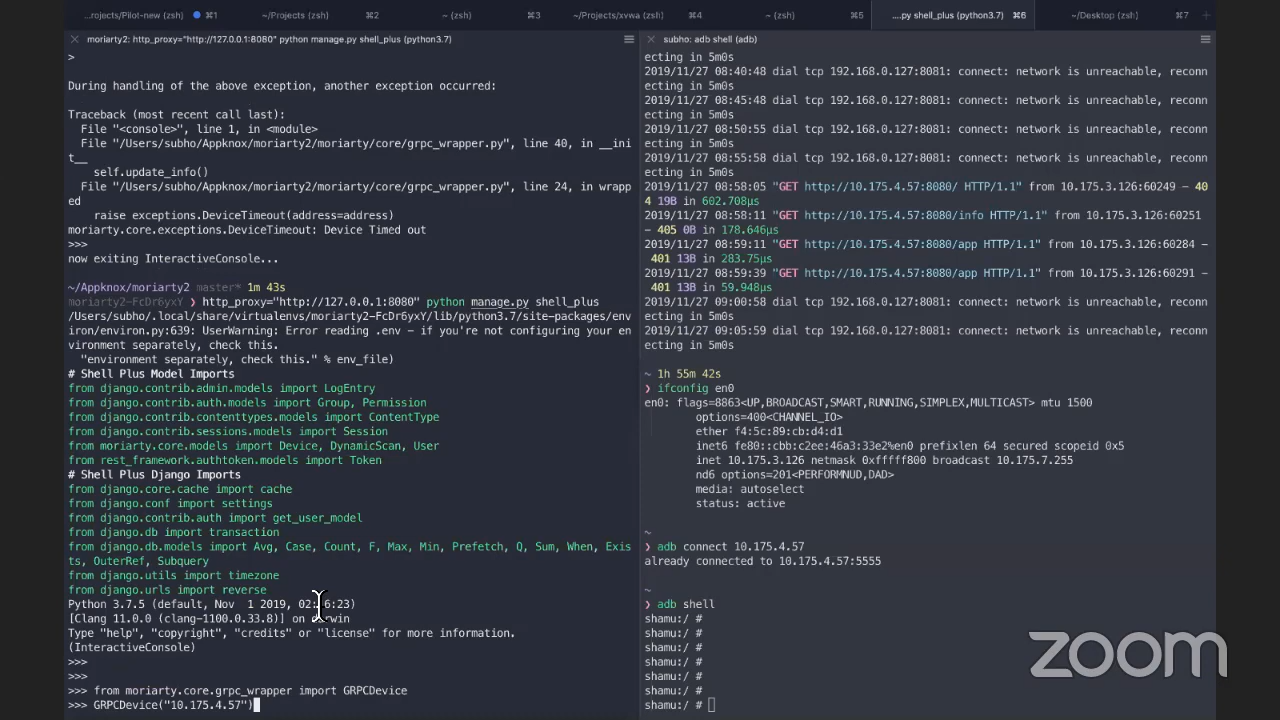 ...rojects/Pilot-new (zsh) ⌘1 ~/Projects (zsh) ⌘2 ~ (zsh) ⌘3 ~/Projects/xvwa (zsh) ⌘4 ~ (zsh) ⌘5 ....py shell_plus (python3.7) ⌘6 ~/Desktop (zsh) ⌘7 +
moriarty2: http_proxy="http://127.0.0.1:8080" python manage.py shell_plus (python3.7)
>
During handling of the above exception, another exception occurred:
Traceback (most recent call last):
File "<console>", line 1, in <module>
File "/Users/subho/Appknox/moriarty2/moriarty/core/grpc_wrapper.py", line 40, in __ini
t__
self.update_info()
File "/Users/subho/Appknox/moriarty2/moriarty/core/grpc_wrapper.py", line 24, in wrapp
ed
raise exceptions.DeviceTimeout(address=address)
moriarty.core.exceptions.DeviceTimeout: Device Timed out
>>>
now exiting InteractiveConsole...
~/Appknox/moriarty2 master* 1m 43s
moriarty2-FcDr6yxY ❯ http_proxy="http://127.0.0.1:8080" python manage.py shell_plus
/Users/subho/.local/share/virtualenvs/moriarty2-FcDr6yxY/lib/python3.7/site-packages/env
iron/environ.py:639: UserWarning: Error reading .env - if you're not configuring your en
vironment separately, check this.
"environment separately, check this." % env_file)
# Shell Plus Model Imports
from django.contrib.admin.models import LogEntry
from django.contrib.auth.models import Group, Permission
from django.contrib.contenttypes.models import ContentType
from django.contrib.sessions.models import Session
from moriarty.core.models import Device, DynamicScan, User
from rest_framework.authtoken.models import Token
# Shell Plus Django Imports
from django.core.cache import cache
from django.conf import settings
from django.contrib.auth import get_user_model
from django.db import transaction
from django.db.models import Avg, Case, Count, F, Max, Min, Prefetch, Q, Sum, When, Exis
ts, OuterRef, Subquery
from django.utils import timezone
from django.urls import reverse
Python 3.7.5 (default, Nov 1 2019,
[Clang 11.0.0 (clang-1100.0.33.8)] on
Type "help", "copyright", "credits" or "license" for more information.
(InteractiveConsole)
>>>
>>>
>>> from moriarty.core.grpc_wrapper import GRPCDevice
>>> GRPCDevice("10.175.4.57")
subho: adb shell (adb)
ecting in 5m0s
2019/11/27 08:40:48 dial tcp 192.168.0.127:8081: connect: network is unreachable, reconn
ecting in 5m0s
2019/11/27 08:45:48 dial tcp 192.168.0.127:8081: connect: network is unreachable, reconn
ecting in 5m0s
2019/11/27 08:50:55 dial tcp 192.168.0.127:8081: connect: network is unreachable, reconn
ecting in 5m0s
2019/11/27 08:55:58 dial tcp 192.168.0.127:8081: connect: network is unreachable, reconn
ecting in 5m0s
2019/11/27 08:58:05 "GET http://10.175.4.57:8080/ HTTP/1.1" from 10.175.3.126:60249 - 40
4 19B in 602.708µs
2019/11/27 08:58:11 "GET http://10.175.4.57:8080/info HTTP/1.1" from 10.175.3.126:60251
- 405 0B in 178.646µs
2019/11/27 08:59:11 "GET http://10.175.4.57:8080/app HTTP/1.1" from 10.175.3.126:60284 -
401 13B in 283.75µs
2019/11/27 08:59:39 "GET http://10.175.4.57:8080/app HTTP/1.1" from 10.175.3.126:60291 -
401 13B in 59.948µs
2019/11/27 09:00:58 dial tcp 192.168.0.127:8081: connect: network is unreachable, reconn
ecting in 5m0s
2019/11/27 09:05:59 dial tcp 192.168.0.127:8081: connect: network is unreachable, reconn
ecting in 5m0s
~ 1h 55m 42s
❯ ifconfig en0
en0: flags=8863<UP,BROADCAST,SMART,RUNNING,SIMPLEX,MULTICAST> mtu 1500
options=400<CHANNEL_IO>
ether f4:5c:89:cb:d4:d1
inet6 fe80::cbb:c2ee:46a3:33e2%en0 prefixlen 64 secured scopeid 0x5
inet 10.175.3.126 netmask 0xfffff800 broadcast 10.175.7.255
nd6 options=201<PERFORMNUD,DAD>
media: autoselect
status: active
~
❯ adb connect 10.175.4.57
already connected to 10.175.4.57:5555
~
❯ adb shell
shamu:/ #
shamu:/ #
shamu:/ #
shamu:/ #
shamu:/ #
shamu:/ #
shamu:/ #
zoom